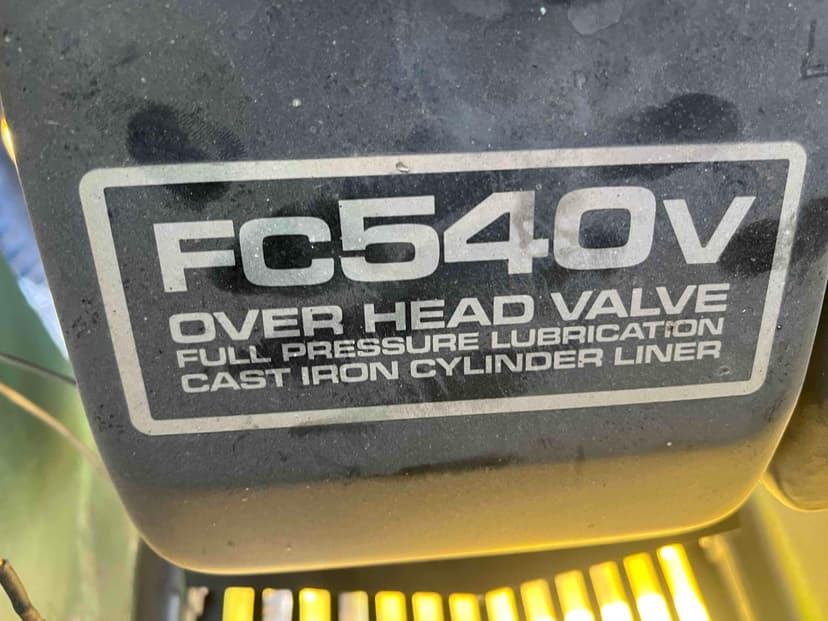 FC540V
OVER HEAD VALVE
FULL PRESSURE LUBRICATION
CAST IRON CYLINDER LINER